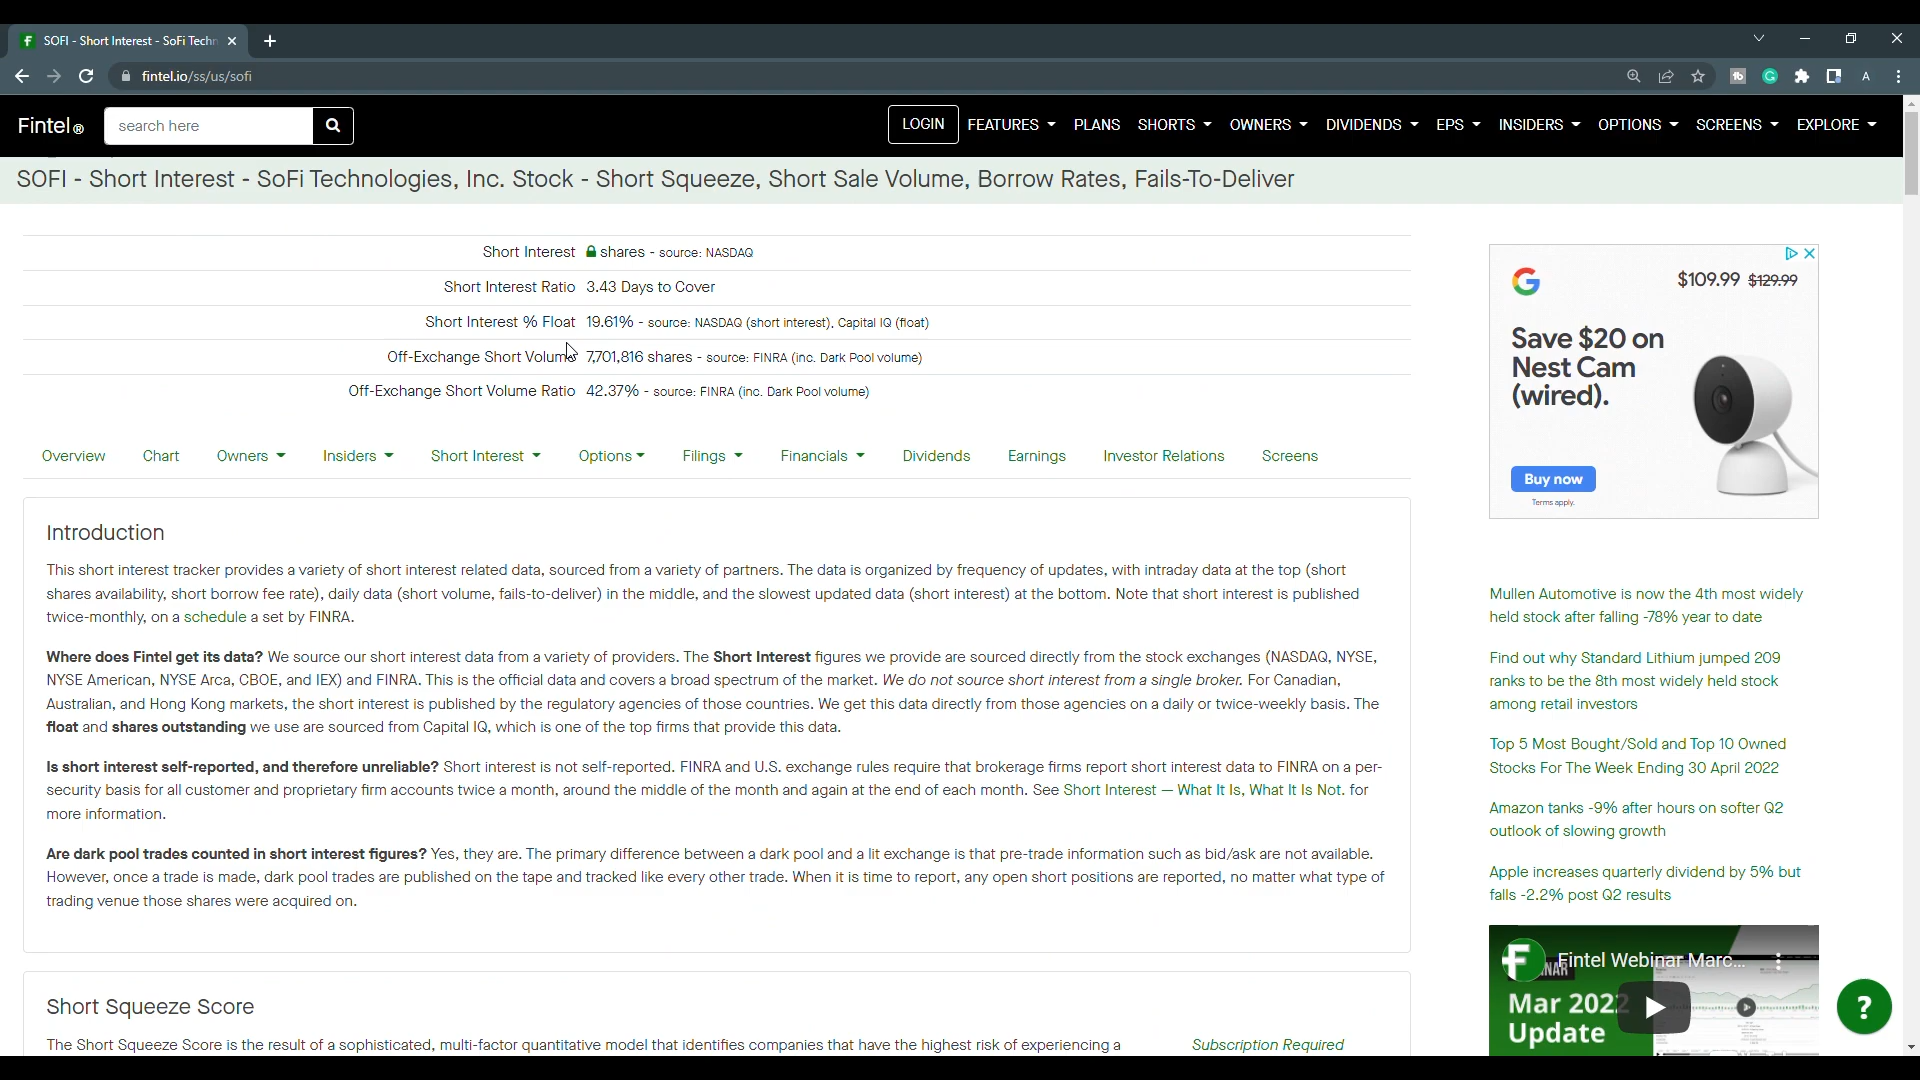 SOFI - Short Interest - SoFi Techn
fintel.io/ss/us/sofi
A
Fintel®
search here
LOGIN
FEATURES
PLANS
SHORTS
OWNERS
DIVIDENDS
EPS
INSIDERS
OPTIONS
SCREENS
EXPLORE
SOFI - Short Interest - SoFi Technologies, Inc. Stock - Short Squeeze, Short Sale Volume, Borrow Rates, Fails-To-Deliver
Short Interest shares - source: NASDAQ
Short Interest Ratio 3.43 Days to Cover
Short Interest % Float 19.61% - source: NASDAQ (short interest), Capital IQ (float)
Off-Exchange Short Volume 7,701,816 shares - source: FINRA (inc. Dark Pool volume)
Off-Exchange Short Volume Ratio 42.37% - source: FINRA (inc. Dark Pool volume)
Overview
Chart
Owners
Insiders
Short Interest
Options
Filings
Financials
Dividends
Earnings
Investor Relations
Screens
Introduction
This short interest tracker provides a variety of short interest related data, sourced from a variety of partners. The data is organized by frequency of updates, with intraday data at the top (short
shares availability, short borrow fee rate), daily data (short volume, fails-to-deliver) in the middle, and the slowest updated data (short interest) at the bottom. Note that short interest is published
twice-monthly, on a schedule a set by FINRA.
Where does Fintel get its data? We source our short interest data from a variety of providers. The Short Interest figures we provide are sourced directly from the stock exchanges (NASDAQ, NYSE,
NYSE American, NYSE Arca, CBOE, and IEX) and FINRA. This is the official data and covers a broad spectrum of the market. We do not source short interest from a single broker. For Canadian,
Australian, and Hong Kong markets, the short interest is published by the regulatory agencies of those countries. We get this data directly from those agencies on a daily or twice-weekly basis. The
float and shares outstanding we use are sourced from Capital IQ, which is one of the top firms that provide this data.
Is short interest self-reported, and therefore unreliable? Short interest is not self-reported. FINRA and U.S. exchange rules require that brokerage firms report short interest data to FINRA on a per-
security basis for all customer and proprietary firm accounts twice a month, around the middle of the month and again at the end of each month. See Short Interest — What It Is, What It Is Not. for
more information.
Are dark pool trades counted in short interest figures? Yes, they are. The primary difference between a dark pool and a lit exchange is that pre-trade information such as bid/ask are not available.
However, once a trade is made, dark pool trades are published on the tape and tracked like every other trade. When it is time to report, any open short positions are reported, no matter what type of
trading venue those shares were acquired on.
Short Squeeze Score
The Short Squeeze Score is the result of a sophisticated, multi-factor quantitative model that identifies companies that have the highest risk of experiencing a
Subscription Required
$109.99 $129.99
Save $20 on
Nest Cam
(wired).
Buy now
Terms apply.
Mullen Automotive is now the 4th most widely
held stock after falling -78% year to date
Find out why Standard Lithium jumped 209
ranks to be the 8th most widely held stock
among retail investors
Top 5 Most Bought/Sold and Top 10 Owned
Stocks For The Week Ending 30 April 2022
Amazon tanks -9% after hours on softer Q2
outlook of slowing growth
Apple increases quarterly dividend by 5% but
falls -2.2% post Q2 results
Fintel Webinar Marc...
Mar 2022
Update
?